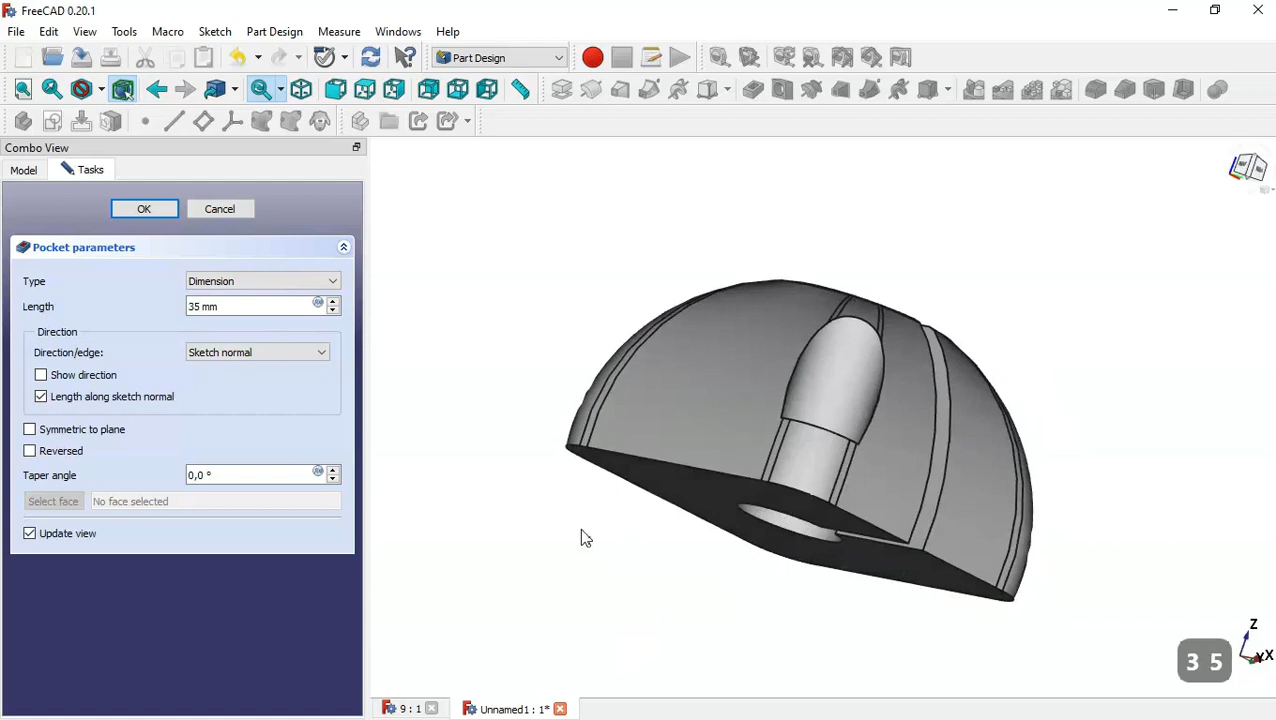 FreeCAD 0.20.1
File Edit View Tools Macro Sketch Part Design Measure Windows Help
Part Design
Combo View
Model Tasks
OK Cancel
Pocket parameters
Type Dimension
Length 35 mm
Direction
Direction/edge: Sketch normal
Show direction
Length along sketch normal
Symmetric to plane
Reversed
Taper angle 0,0 °
Select face No face selected
Update view
Z
Y X
3 5
9 : 1 Unnamed1 : 1*